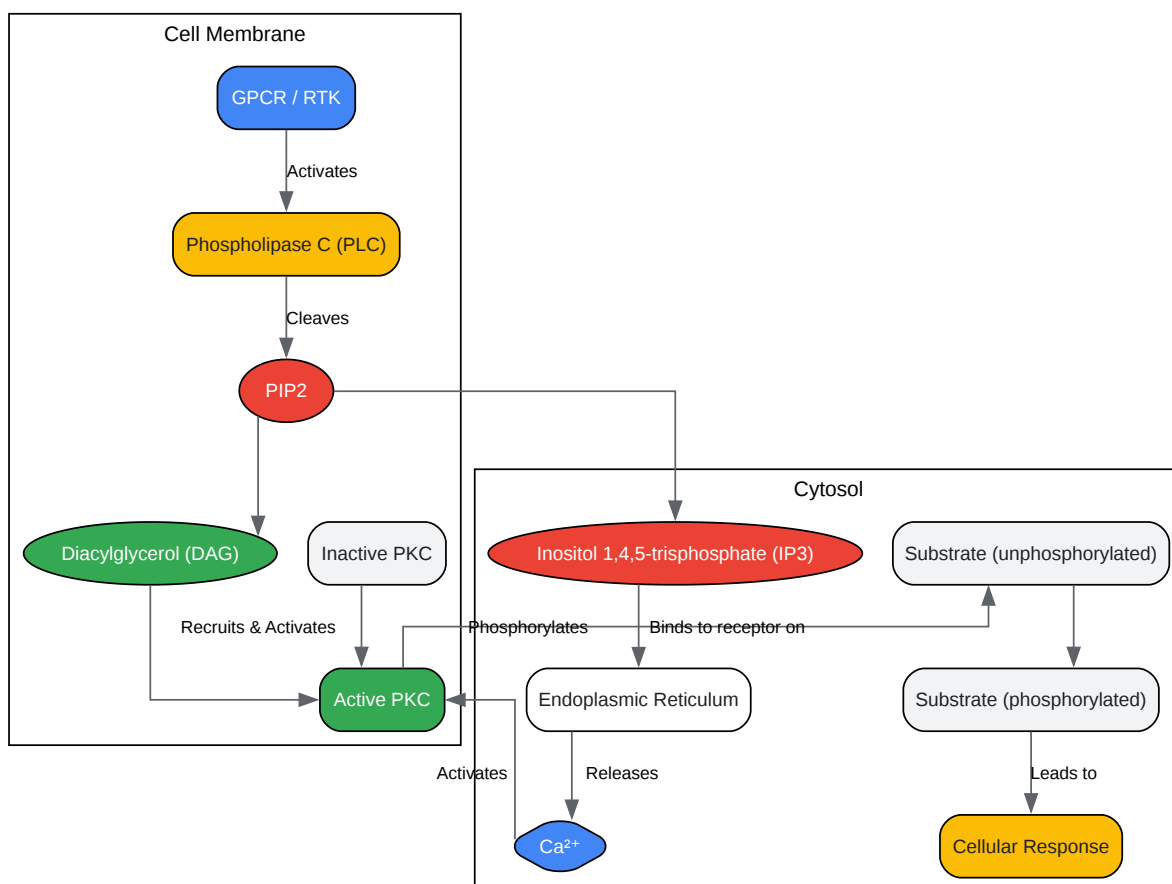 Cell Membrane
GPCR / RTK
Activates
Phospholipase C (PLC)
Cleaves
PIP2
Cytosol
Diacylglycerol (DAG)
Inactive PKC
Inositol 1,4,5-trisphosphate (IP3)
Substrate (unphosphorylated)
Recruits & Activates
Phosphorylates
Binds to receptor on
Active PKC
Endoplasmic Reticulum
Substrate (phosphorylated)
Activates
Releases
Leads to
Ca²⁺
Cellular Response